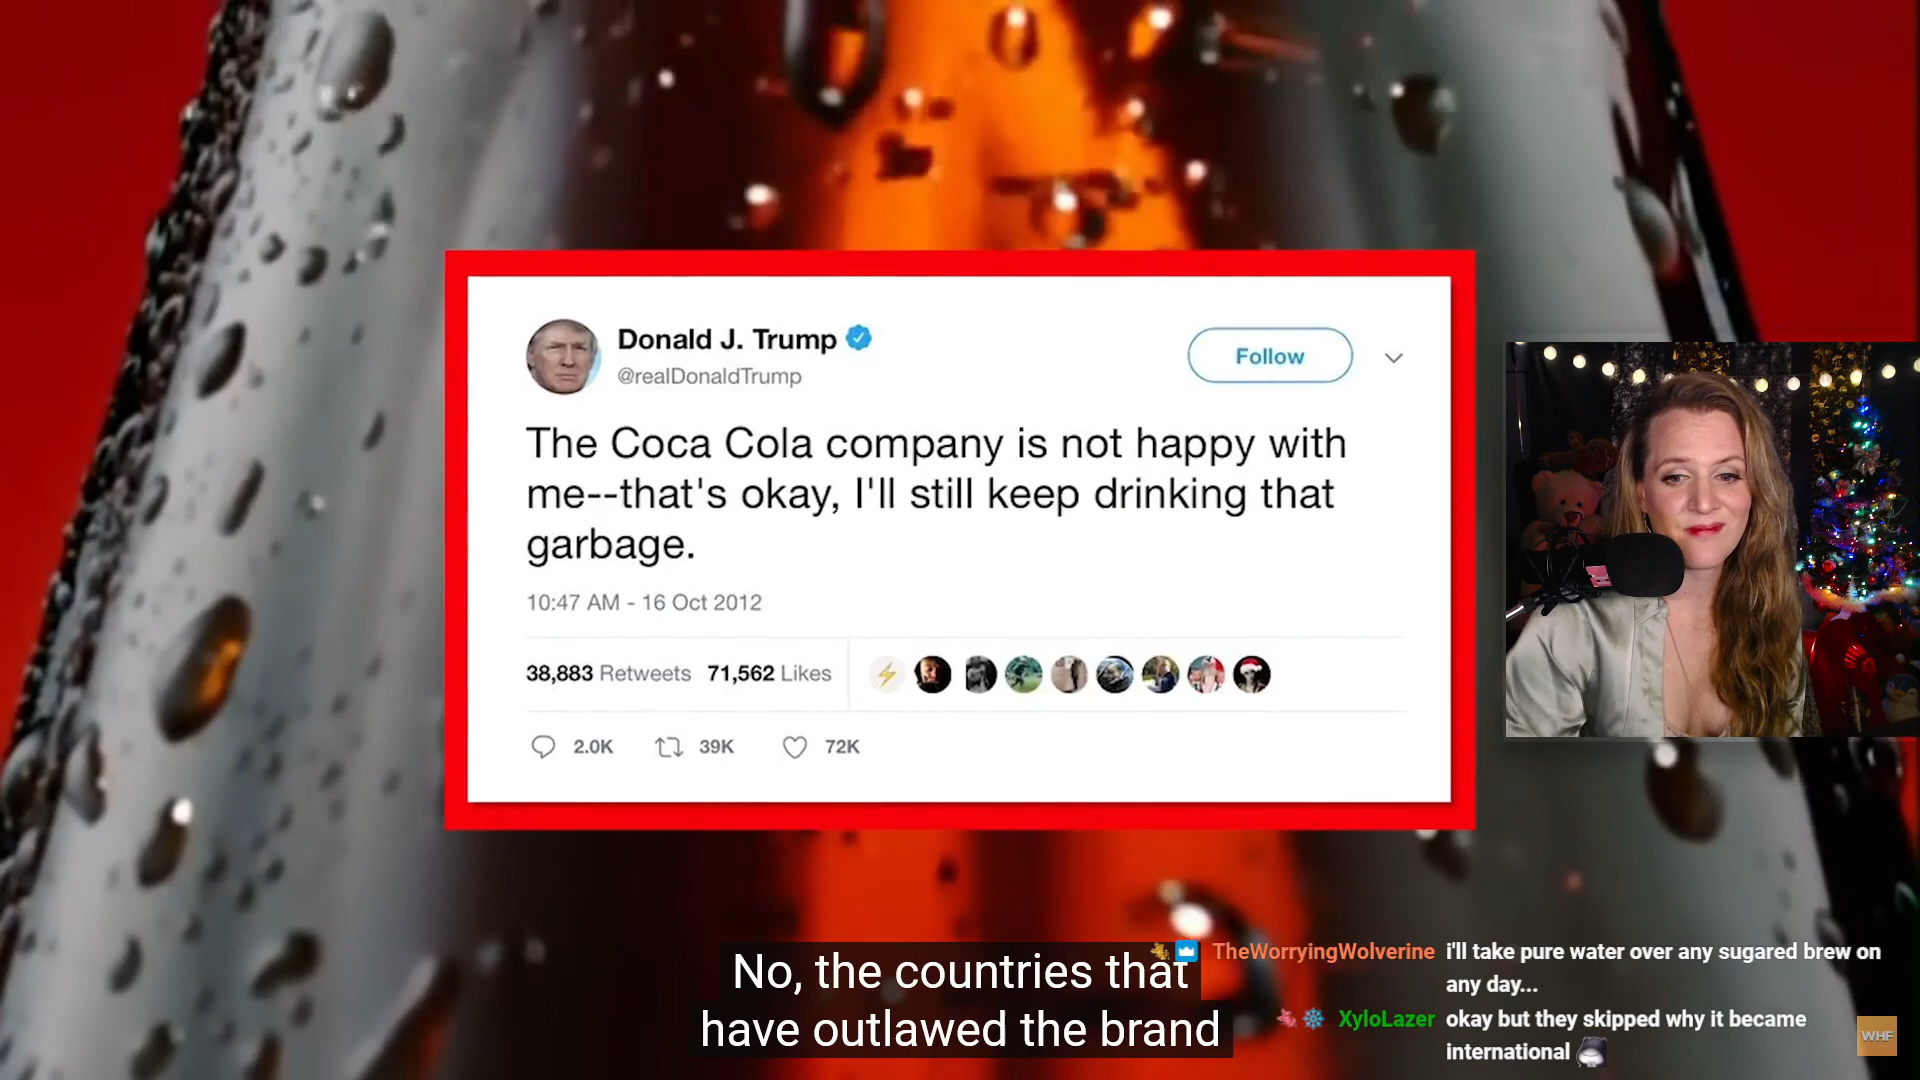 Donald J. Trump
@realDonaldTrump
Follow
The Coca Cola company is not happy with
me--that's okay, I'll still keep drinking that
garbage.
10:47 AM - 16 Oct 2012
38,883 Retweets 71,562 Likes
2.0K 39K 72K
No, the countries that
have outlawed the brand
TheWorryingWolverine i'll take pure water over any sugared brew on
any day...
XyloLazer okay but they skipped why it became
international
WHF